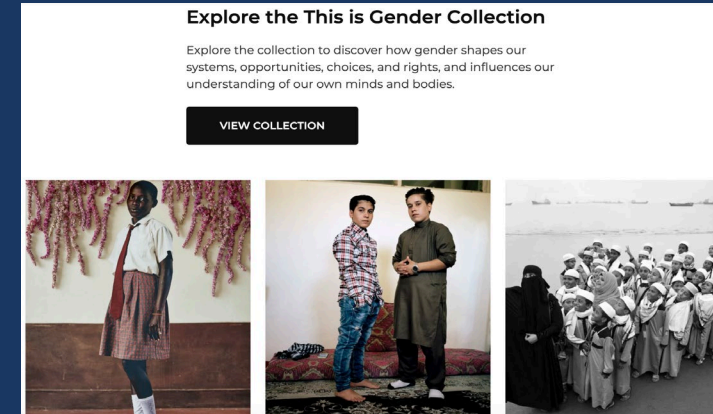 Explore the This is Gender Collection
Explore the collection to discover how gender shapes our
systems, opportunities, choices, and rights, and influences our
understanding of our own minds and bodies.
VIEW COLLECTION